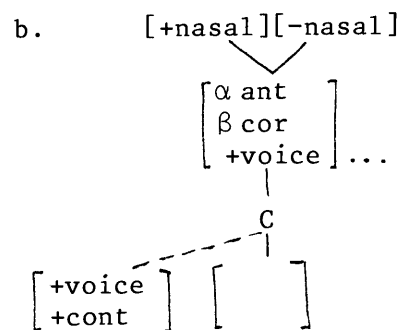 b. [+nasal][-nasal]
α ant
β cor
+voice ...
C
+voice
+cont